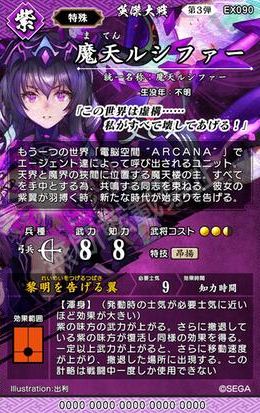 紫
特殊
英傑大戦
第3弾
EX090
まてん
魔天ルシファー
統一名称：魔天ルシファー
生没年：不明
「この世界は虚構……
私がすべて壊してあげる！」
もう一つの世界「電脳空間“ARCANA”」で
エージェント達によって呼び出されるユニット。
天界と魔界の狭間に位置する魔天楼の主。すべて
を手中とする為、共鳴する同志を束ねる。彼女の
紫翼が羽搏く時、新たな時代が始まりを告げる。
兵種 武力 知力 武将コスト
弓兵 8 8 特技 昂揚
れいめいをつげるつばさ 必要士気 効果時間
黎明を告げる翼 9 知力時間
効果範囲
【渾身】（発動時の士気が必要士気に近い
ほど効果が大きい）
紫の味方の武力が上がる。さらに撤退して
いる紫の味方が復活し同様の効果を得る。
一定以上武力が上がると、さらに移動速度
が上がり、撤退した場所に出現する。この
計略は戦闘中一度しか使用できない
Illustration:出利
©SEGA
0000 0000 0000 0000 0000